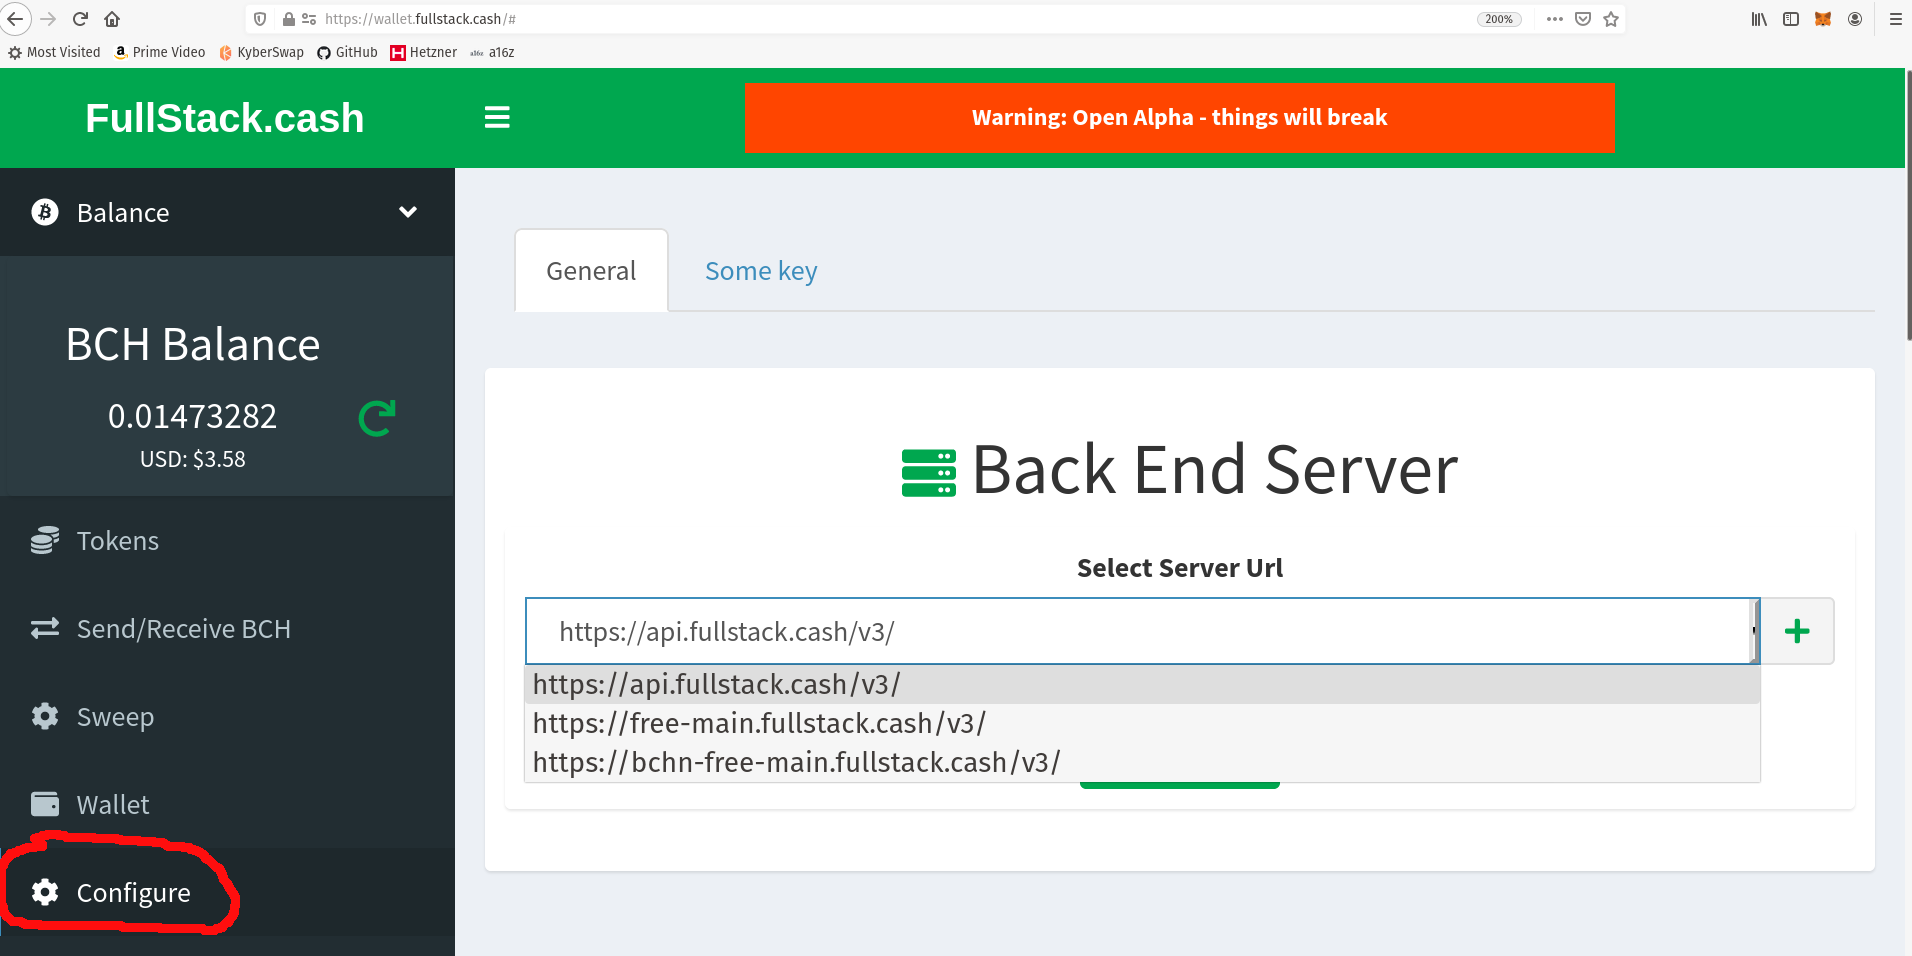 https://wallet.fullstack.cash/#
200%
Most Visited
Prime Video
KyberSwap
GitHub
H Hetzner
a16z a16z
FullStack.cash
Warning: Open Alpha - things will break
Balance
General
Some key
BCH Balance
0.01473282
USD: $3.58
Back End Server
Select Server Url
https://api.fullstack.cash/v3/
https://api.fullstack.cash/v3/
https://free-main.fullstack.cash/v3/
https://bchn-free-main.fullstack.cash/v3/
Tokens
Send/Receive BCH
Sweep
Wallet
Configure